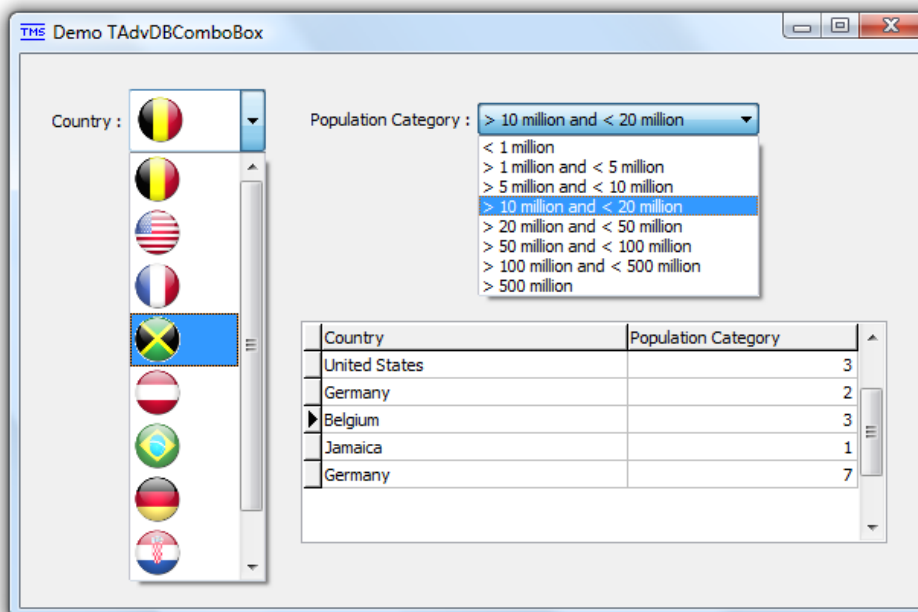 TMS Demo TAdvDBComboBox
Country :
Population Category : > 10 million and < 20 million
< 1 million
> 1 million and < 5 million
> 5 million and < 10 million
> 10 million and < 20 million
> 20 million and < 50 million
> 50 million and < 100 million
> 100 million and < 500 million
> 500 million
Country Population Category
United States 3
Germany 2
Belgium 3
Jamaica 1
Germany 7